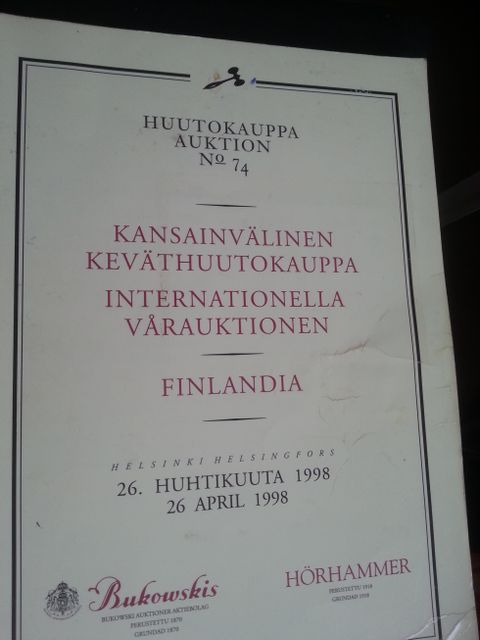 HUUTOKAUPPA
AUKTION
Nº 74
KANSAINVÄLINEN
KEVÄTHUUTOKAUPPA
INTERNATIONELLA
VÅRAUKTIONEN
FINLANDIA
HELSINKI HELSINGFORS
26. HUHTIKUUTA 1998
26 APRIL 1998
Bukowskis
BUKOWSKI AUKTIONER AKTIEBOLAG
PERUSTETTU 1870
GRUNDAD 1870
HÖRHAMMER
PERUSTETTU 1918
GRUNDAD 1918